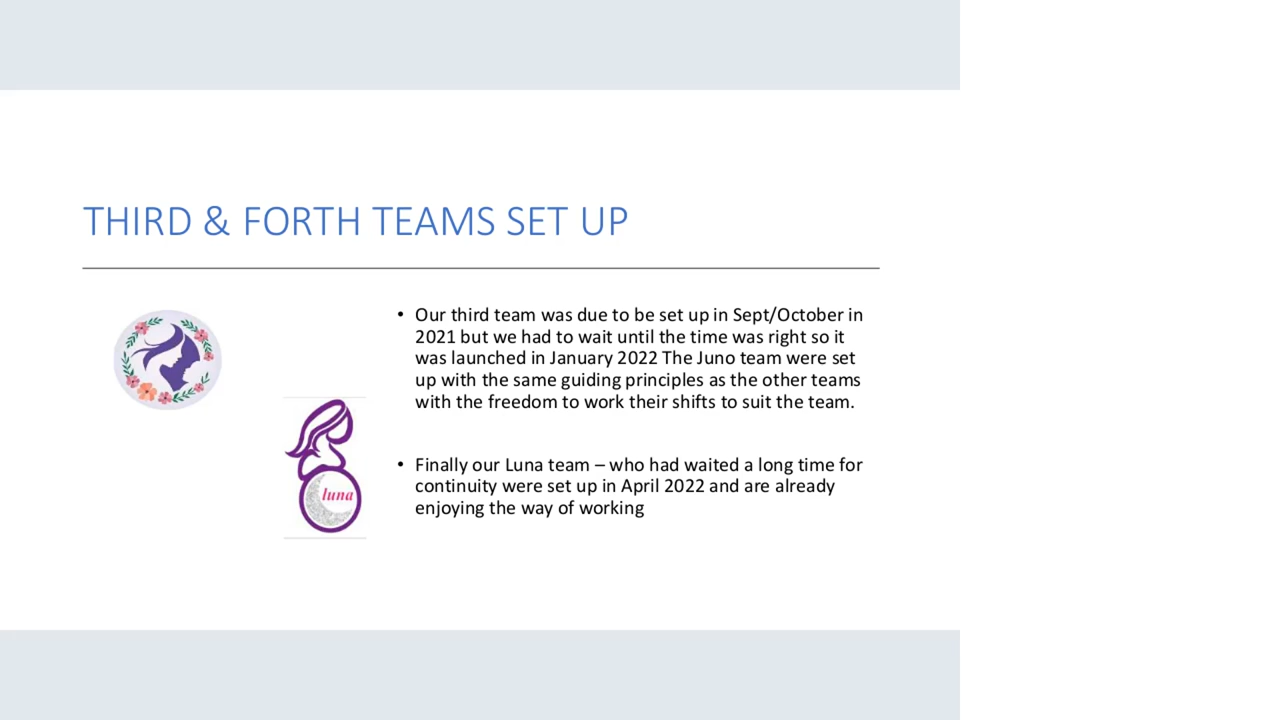 THIRD & FORTH TEAMS SET UP
• Our third team was due to be set up in Sept/October in
2021 but we had to wait until the time was right so it
was launched in January 2022 The Juno team were set
up with the same guiding principles as the other teams
with the freedom to work their shifts to suit the team.
luna
• Finally our Luna team – who had waited a long time for
continuity were set up in April 2022 and are already
enjoying the way of working